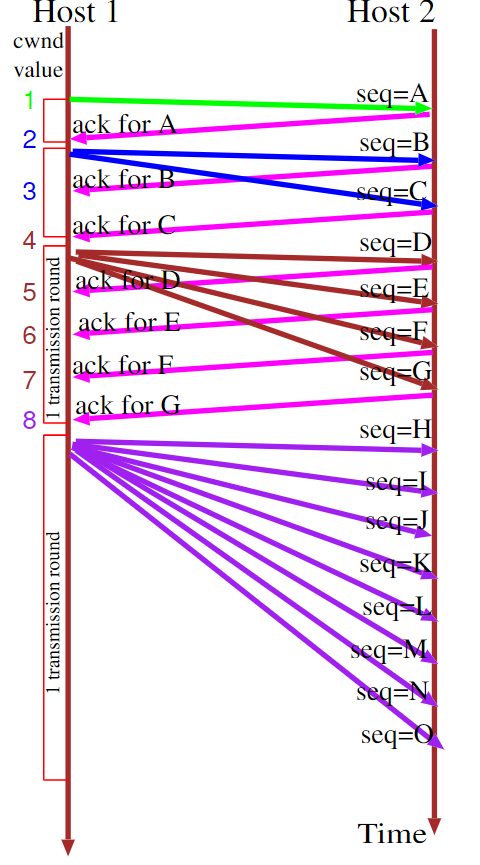 Host 1
Host 2
cwnd
value
1
seq=A
ack for A
2
seq=B
ack for B
3
seq=C
ack for C
4
seq=D
ack for D
5
seq=E
ack for E
6
seq=F
ack for F
7
seq=G
ack for G
8
1 transmission round
seq=H
seq=I
seq=J
seq=K
seq=L
seq=M
seq=N
seq=O
1 transmission round
Time